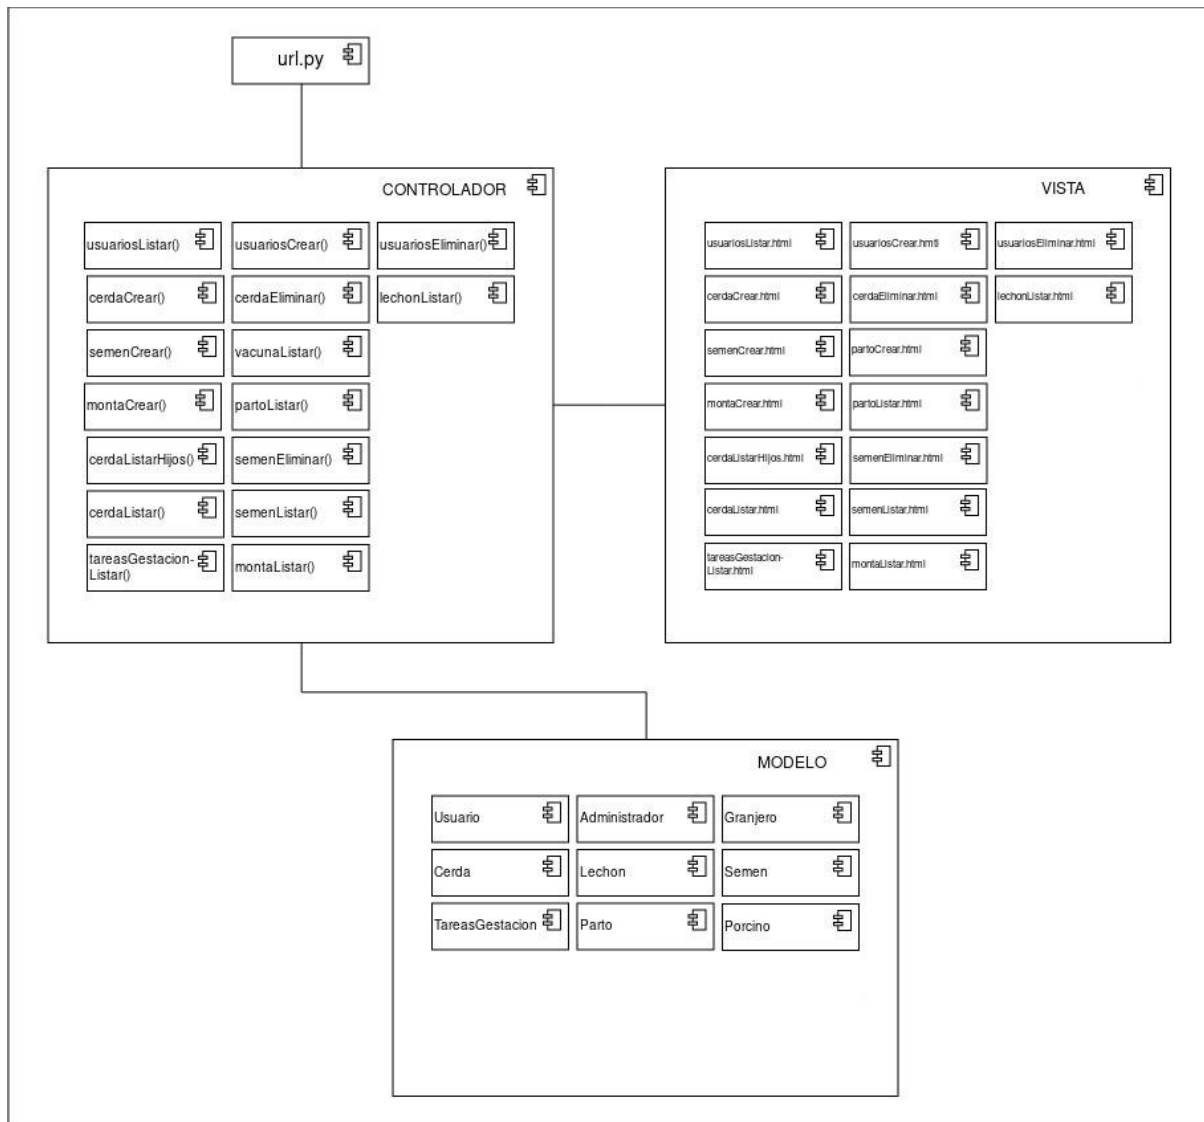 url.py
CONTROLADOR
usuariosListar()
usuariosCrear()
usuariosEliminar()
cerdaCrear()
cerdaEliminar()
lechonListar()
semenCrear()
vacunaListar()
montaCrear()
partoListar()
cerdaListarHijos()
semenEliminar()
cerdaListar()
semenListar()
tareasGestacion-
Listar()
montaListar()
VISTA
usuariosListar.html
usuariosCrear.hmtl
usuariosEliminar.html
cerdaCrear.html
cerdaEliminar.html
lechonListar.html
semenCrear.html
partoCrear.html
montaCrear.html
partoListar.html
cerdaListarHijos.html
semenEliminar.html
cerdaListar.html
semenListar.html
tareasGestacion-
Listar.html
montaListar.html
MODELO
Usuario
Administrador
Granjero
Cerda
Lechon
Semen
TareasGestacion
Parto
Porcino